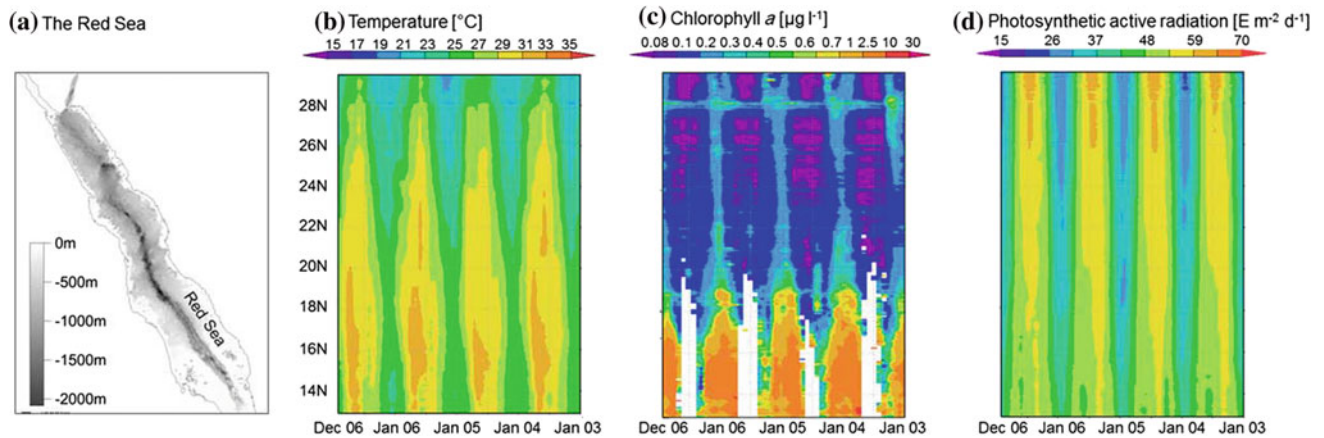 (a) The Red Sea
0m
-500m
-1000m
-1500m
-2000m
Red Sea
(b) Temperature [°C]
15 17 19 21 23 25 27 29 31 33 35
28N
26N
24N
22N
20N
18N
16N
14N
Dec 06 Jan 06 Jan 05 Jan 04 Jan 03
(c) Chlorophyll a [µg l-1]
0.08 0.1 0.2 0.3 0.4 0.5 0.6 0.7 1 2.5 10 30
Dec 06 Jan 06 Jan 05 Jan 04 Jan 03
(d) Photosynthetic active radiation [E m-2 d-1]
15 26 37 48 59 70
Dec 06 Jan 06 Jan 05 Jan 04 Jan 03